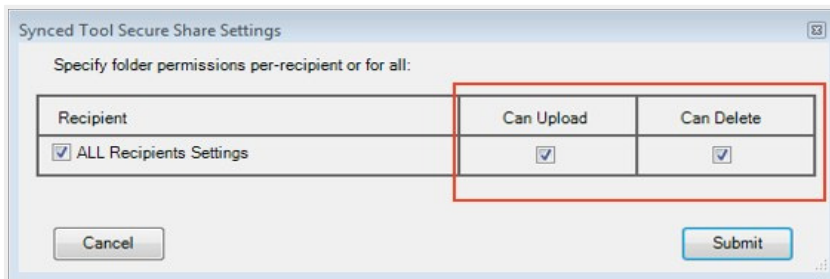 Synced Tool Secure Share Settings
Specify folder permissions per-recipient or for all:
Recipient Can Upload Can Delete
ALL Recipients Settings
Cancel Submit